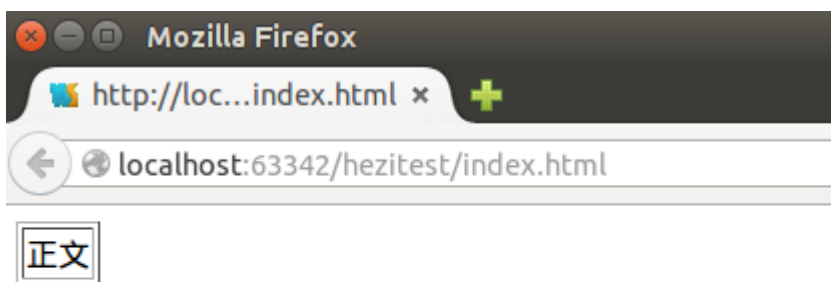 Mozilla Firefox
http://loc...index.html
localhost:63342/hezitest/index.html
正文